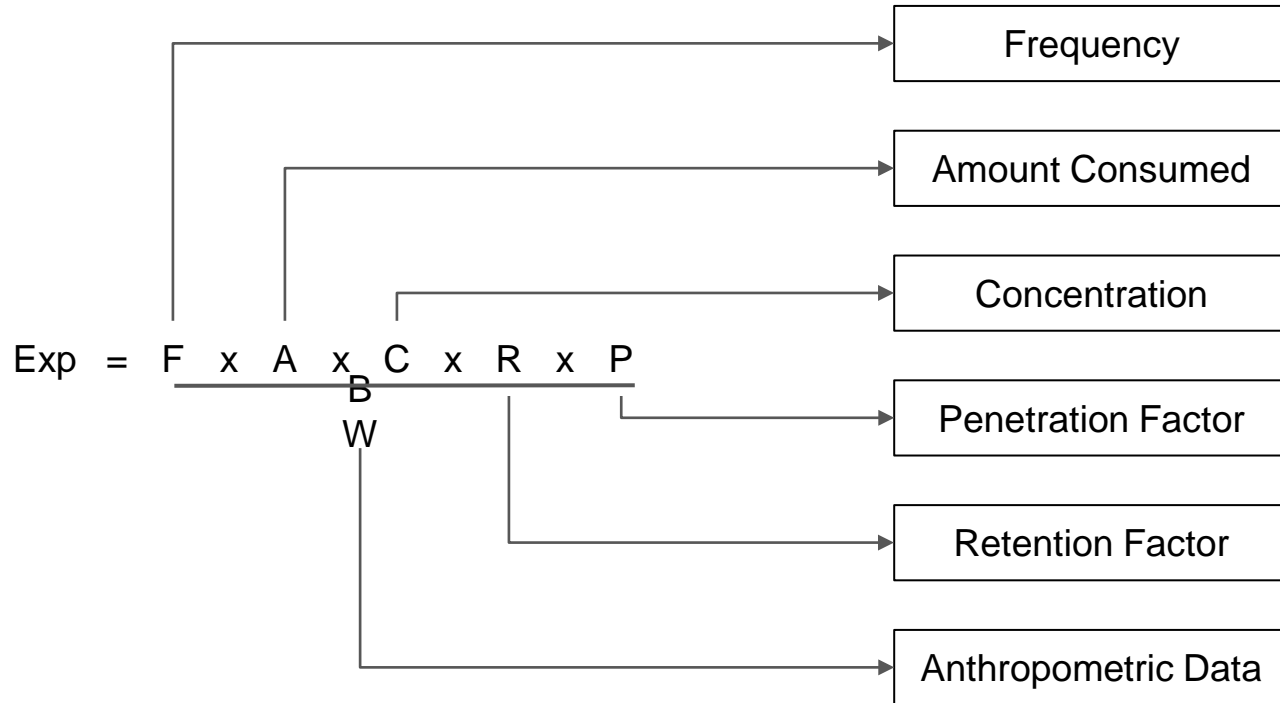 Frequency
Amount Consumed
Concentration
Exp = F x A x C x R x P
B
W
Penetration Factor
Retention Factor
Anthropometric Data